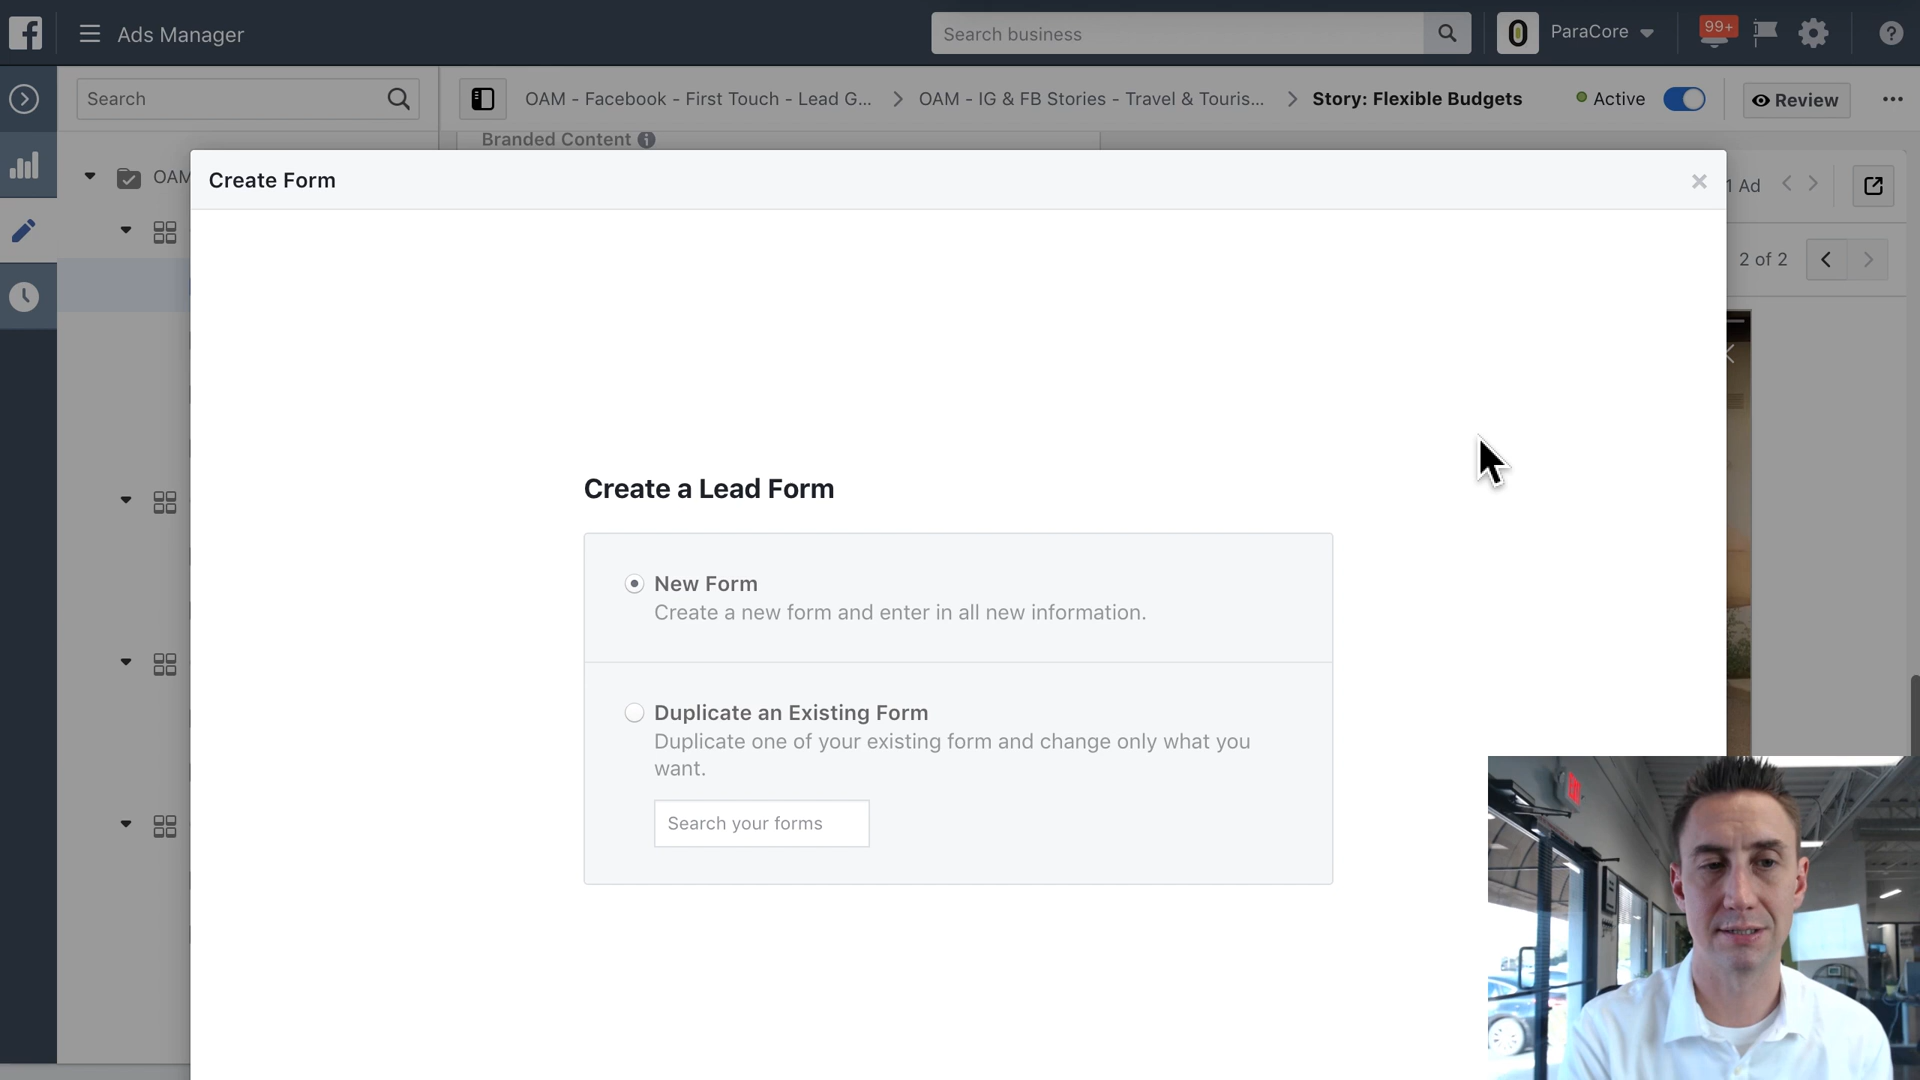 Ads Manager
Search business
ParaCore
99+
Search
OAM - Facebook - First Touch - Lead G...
OAM - IG & FB Stories - Travel & Touris...
Story: Flexible Budgets
Active
Review
Branded Content
OAM
Create Form
1 Ad
2 of 2
Create a Lead Form
New Form
Create a new form and enter in all new information.
Duplicate an Existing Form
Duplicate one of your existing form and change only what you
want.
Search your forms